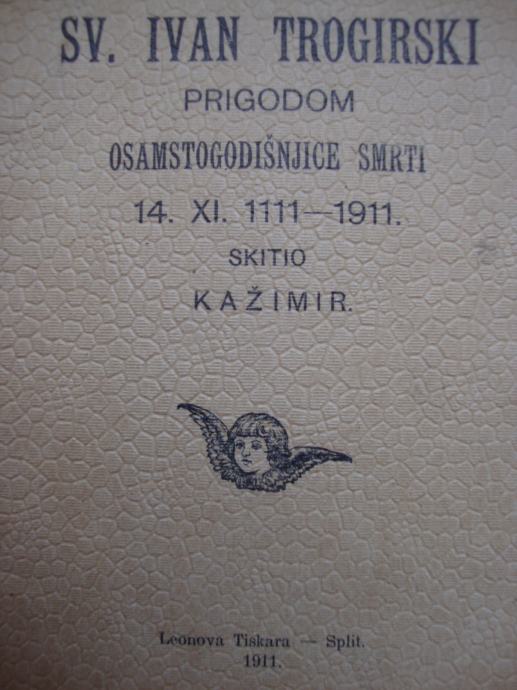 SV. IVAN TROGIRSKI
PRIGODOM
OSAMSTOGODIŠNJICE SMRTI
14. XI. 1111—1911.
SKITIO
KAŽIMIR.
Leonova Tiskara — Split.
1911.